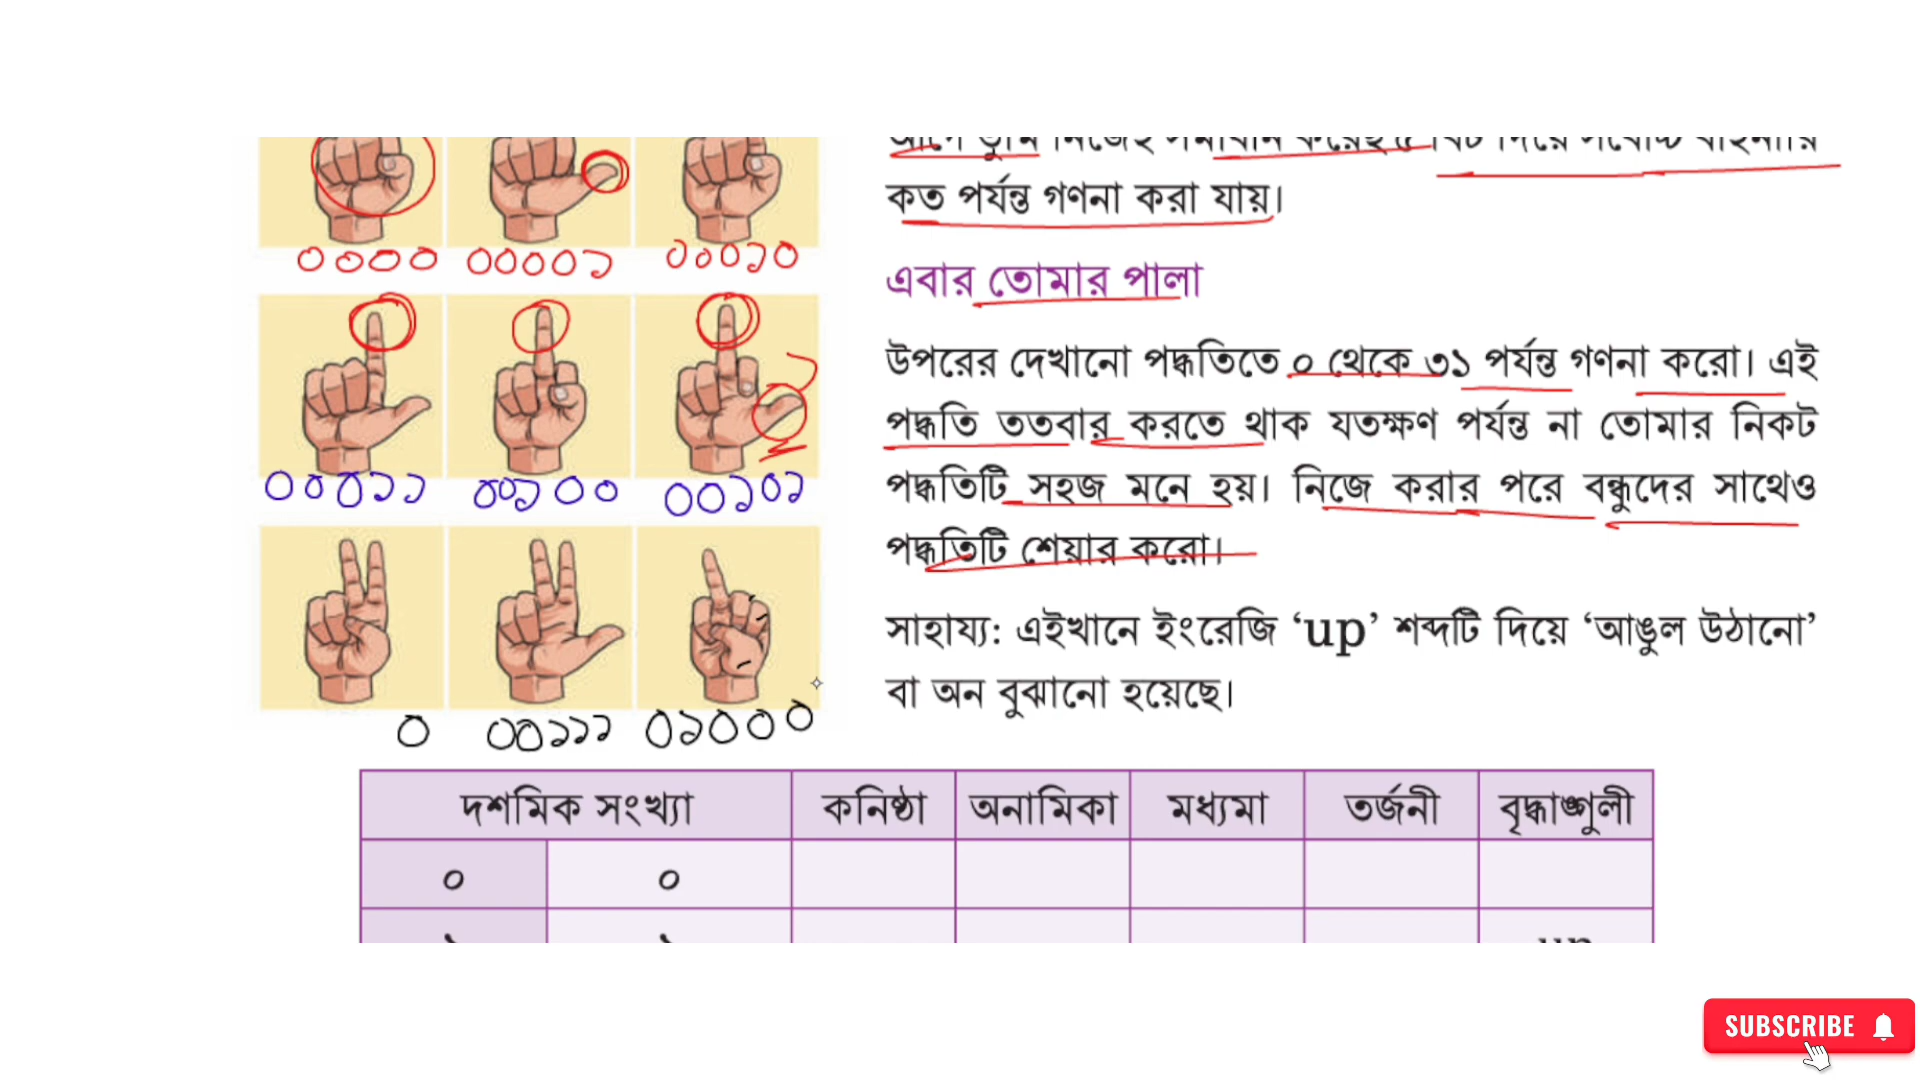 কত পর্যন্ত গণনা করা যায়।
০০০০ ০০০০১ ০০০১০
এবার তোমার পালা
উপরের দেখানো পদ্ধতিতে ০ থেকে ৩১ পর্যন্ত গণনা করো। এই
পদ্ধতি ততবার করতে থাক যতক্ষণ পর্যন্ত না তোমার নিকট
পদ্ধতিটি সহজ মনে হয়। নিজে করার পরে বন্ধুদের সাথেও
০০০১১ ০০১০০ ০০১০১
পদ্ধতিটি শেয়ার করো।
সাহায্য: এইখানে ইংরেজি ‘up’ শব্দটি দিয়ে ‘আঙুল উঠানো’
বা অন বুঝানো হয়েছে।
০ ০০১১১ ০১০০০
দশমিক সংখ্যা কনিষ্ঠা অনামিকা মধ্যমা তর্জনী বৃদ্ধাঙ্গুলী
০ ০
SUBSCRIBE